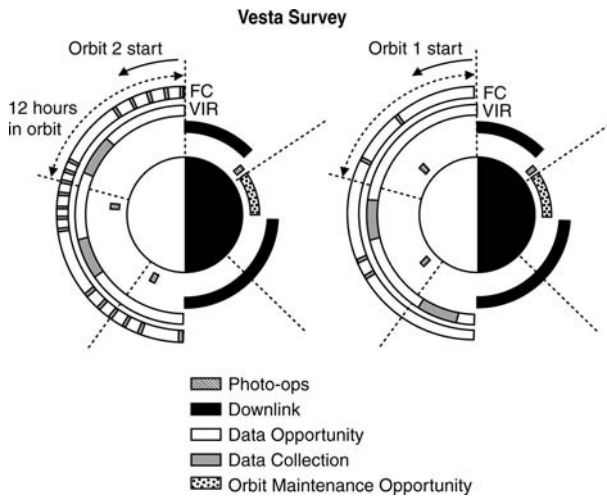 Vesta Survey
Orbit 2 start
FC
VIR
12 hours
in orbit
Orbit 1 start
FC
VIR
Photo-ops
Downlink
Data Opportunity
Data Collection
Orbit Maintenance Opportunity